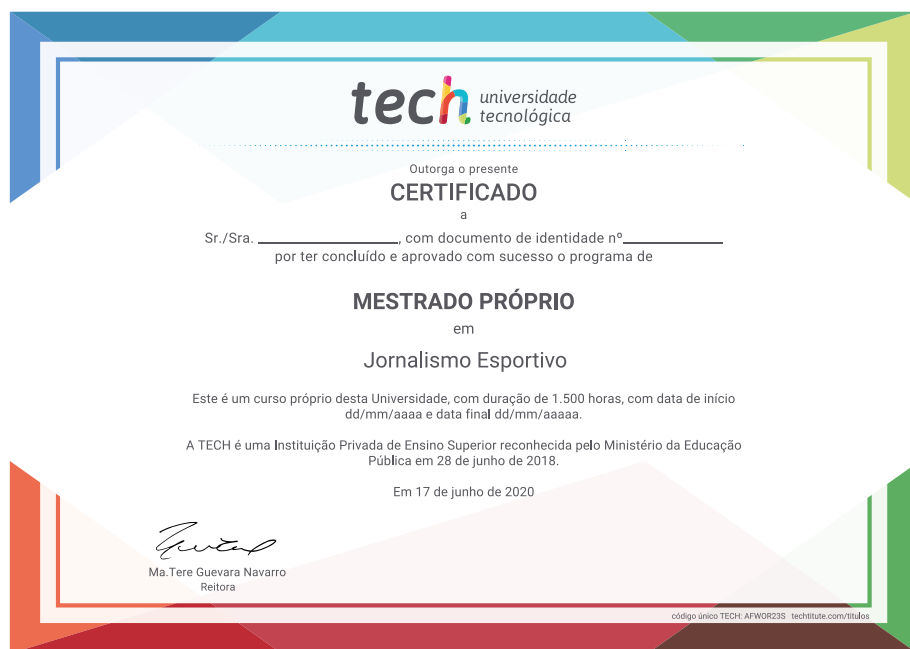 tech universidade
tecnológica
Outorga o presente
CERTIFICADO
a
Sr./Sra. ____________________, com documento de identidade nº______________
por ter concluído e aprovado com sucesso o programa de
MESTRADO PRÓPRIO
em
Jornalismo Esportivo
Este é um curso próprio desta Universidade, com duração de 1.500 horas, com data de início
dd/mm/aaaa e data final dd/mm/aaaaa.
A TECH é uma Instituição Privada de Ensino Superior reconhecida pelo Ministério da Educação
Pública em 28 de junho de 2018.
Em 17 de junho de 2020
Ma.Tere Guevara Navarro
Reitora
código único TECH: AFWOR23S techtitute.com/titulos